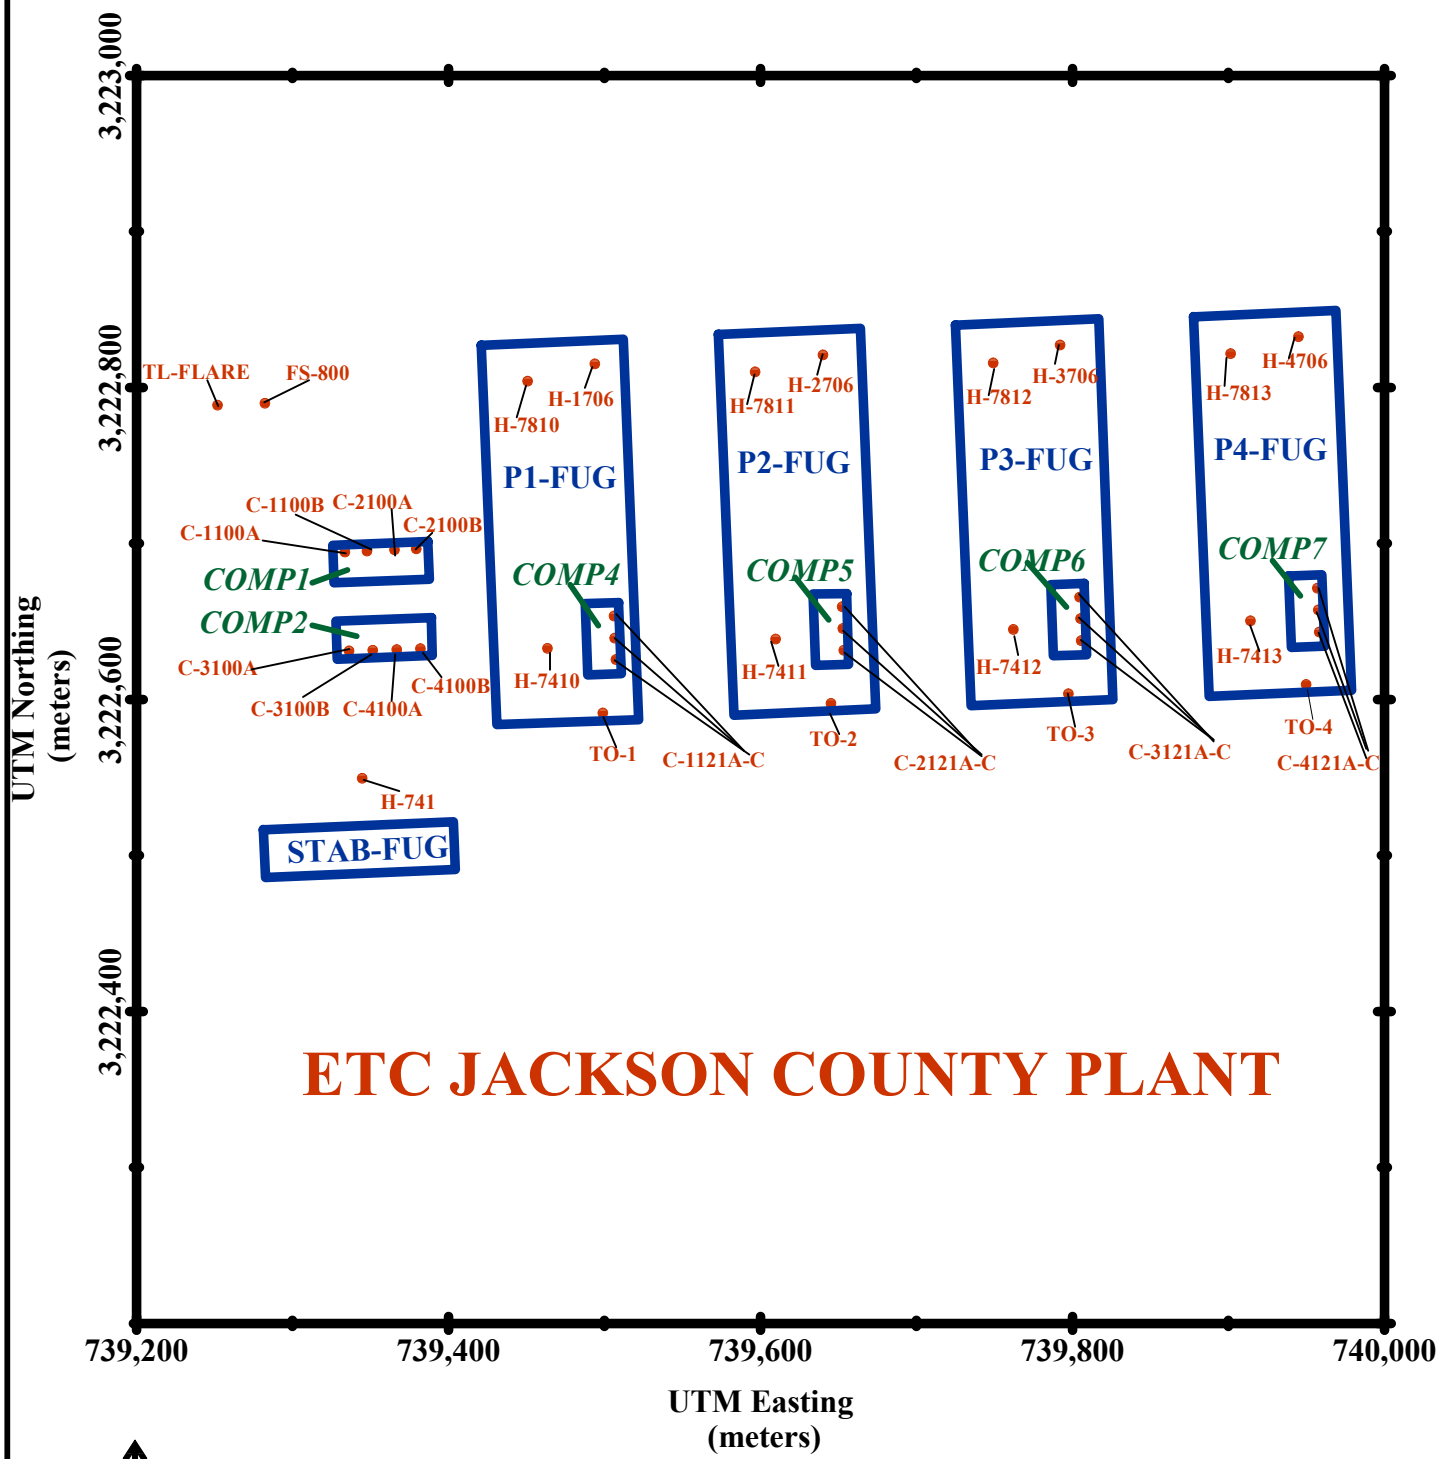 3,223,000
3,222,800
TL-FLARE
FS-800
H-7810
H-1706
H-7811
H-2706
H-7812
H-3706
H-7813
H-4706
P1-FUG
P2-FUG
P3-FUG
P4-FUG
C-1100B
C-2100A
C-1100A
C-2100B
COMP1
COMP4
COMP5
COMP6
COMP7
COMP2
C-3100A
C-4100B
C-3100B
C-4100A
H-7410
H-7411
H-7412
H-7413
UTM Northing
(meters)
3,222,600
TO-1
C-1121A-C
TO-2
C-2121A-C
TO-3
C-3121A-C
TO-4
C-4121A-C
H-741
STAB-FUG
3,222,400
ETC JACKSON COUNTY PLANT
739,200
739,400
739,600
739,800
740,000
UTM Easting
(meters)